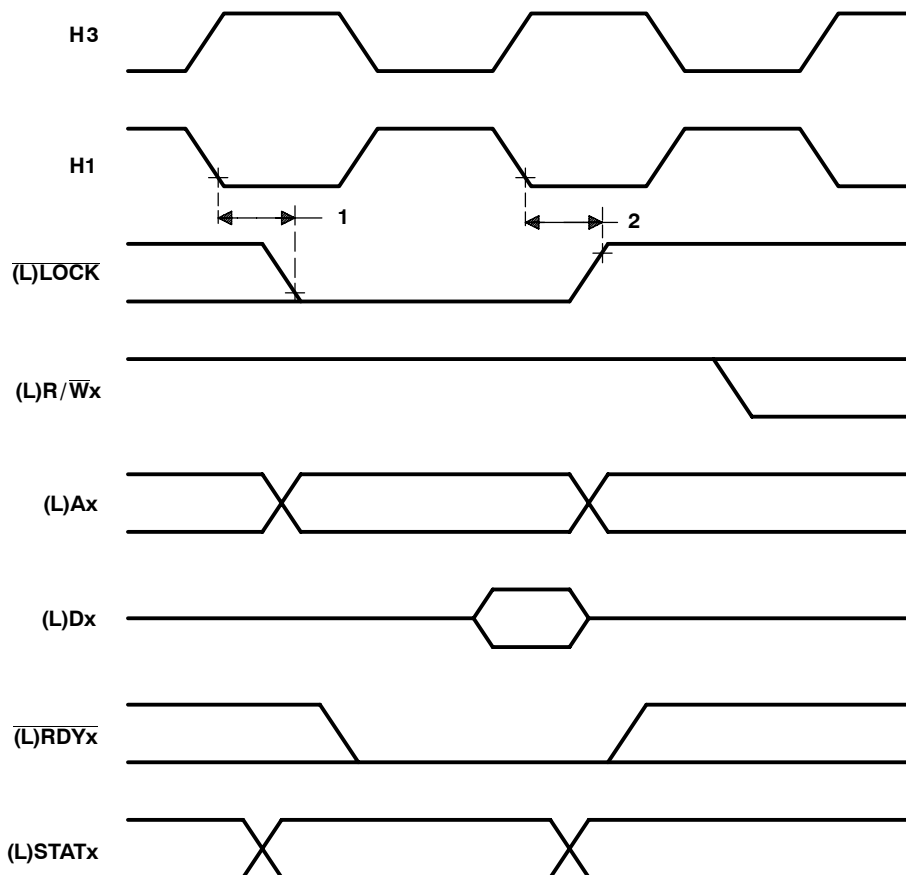 H3
H1
1
2
(L)LOCK
(L)R/Wx
(L)Ax
(L)Dx
(L)RDYx
(L)STATx